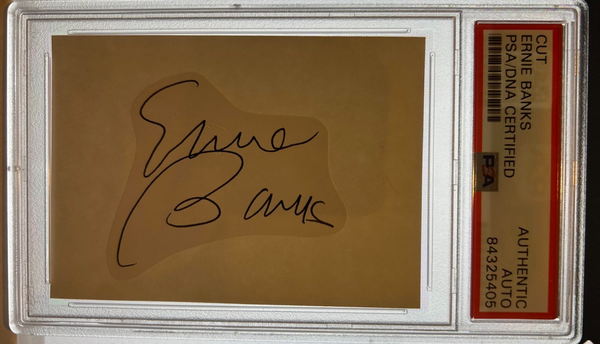 Ernie
Banks
CUT
ERNIE BANKS
PSA/DNA CERTIFIED
PSA
AUTHENTIC
AUTO
84325405